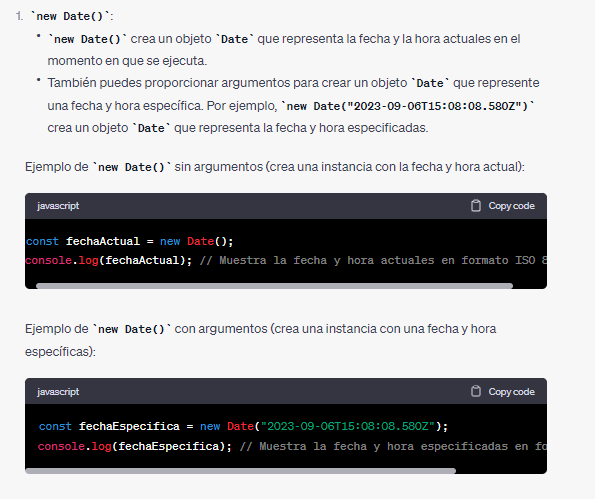 1. `new Date()`:
• `new Date()` crea un objeto `Date` que representa la fecha y la hora actuales en el
momento en que se ejecuta.
• También puedes proporcionar argumentos para crear un objeto `Date` que represente
una fecha y hora específica. Por ejemplo, `new Date("2023-09-06T15:08:08.580Z")`
crea un objeto `Date` que representa la fecha y hora especificadas.
Ejemplo de `new Date()` sin argumentos (crea una instancia con la fecha y hora actual):
javascript Copy code
const fechaActual = new Date();
console.log(fechaActual); // Muestra la fecha y hora actuales en formato ISO 8
Ejemplo de `new Date()` con argumentos (crea una instancia con una fecha y hora
específicas):
javascript Copy code
const fechaEspecifica = new Date("2023-09-06T15:08:08.580Z");
console.log(fechaEspecifica); // Muestra la fecha y hora especificadas en fo